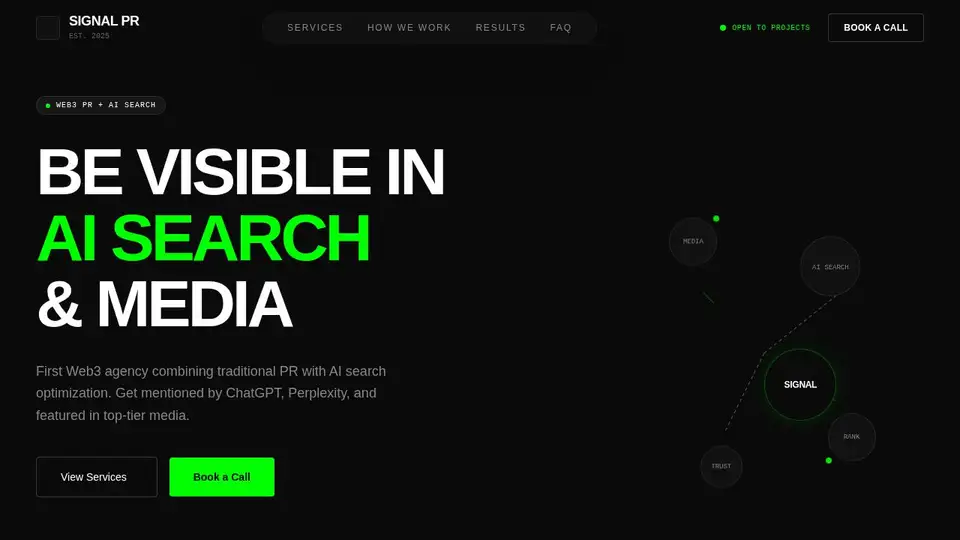 SIGNAL PR
EST. 2025
SERVICES
HOW WE WORK
RESULTS
FAQ
OPEN TO PROJECTS
BOOK A CALL
WEB3 PR + AI SEARCH
BE VISIBLE IN
AI SEARCH
& MEDIA
First Web3 agency combining traditional PR with AI search
optimization. Get mentioned by ChatGPT, Perplexity, and
featured in top-tier media.
View Services
Book a Call
MEDIA
AI SEARCH
SIGNAL
RANK
TRUST